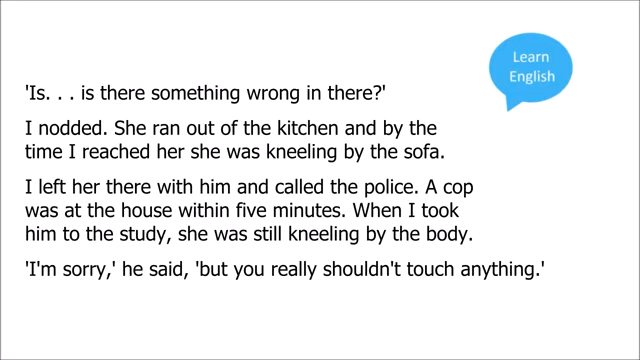 Learn
English
'Is. . . is there something wrong in there?'
I nodded. She ran out of the kitchen and by the
time I reached her she was kneeling by the sofa.
I left her there with him and called the police. A cop
was at the house within five minutes. When I took
him to the study, she was still kneeling by the body.
'I'm sorry,' he said, 'but you really shouldn't touch anything.'